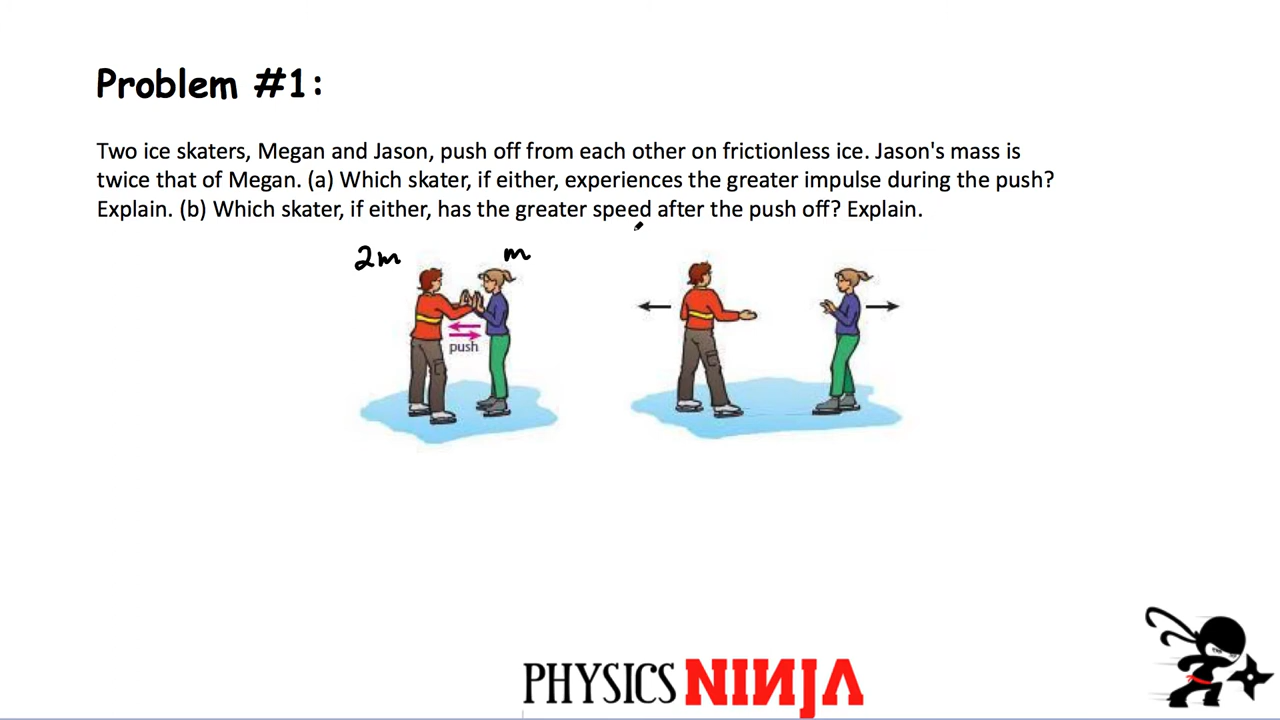 Problem #1:
Two ice skaters, Megan and Jason, push off from each other on frictionless ice. Jason's mass is
twice that of Megan. (a) Which skater, if either, experiences the greater impulse during the push?
Explain. (b) Which skater, if either, has the greater speed after the push off? Explain.
2m m
push
PHYSICS NINJA